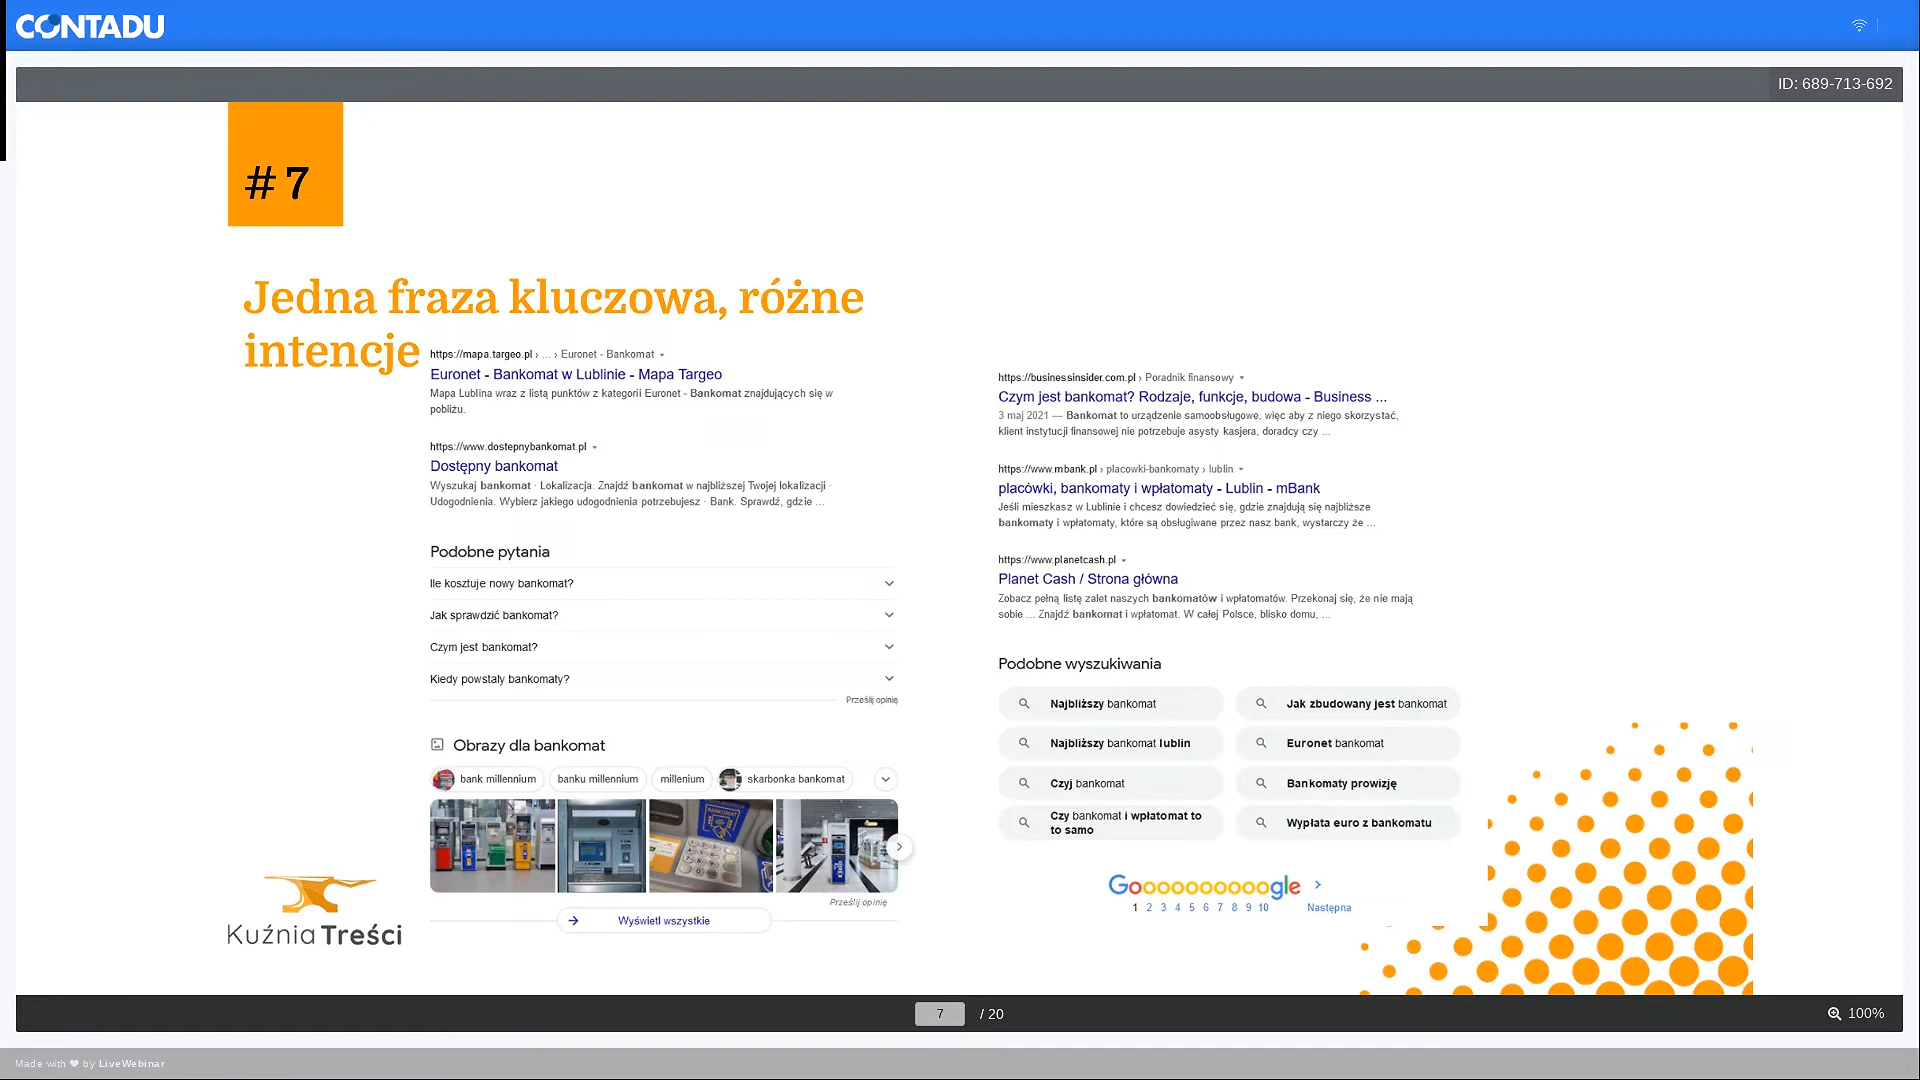 CONTADU
ID: 689-713-692
# 7
Jedna fraza kluczowa, różne
intencje
https://mapa.targeo.pl › ... › Euronet - Bankomat
Euronet - Bankomat w Lublinie - Mapa Targeo
Mapa Lublina wraz z listą punktów z kategorii Euronet - Bankomat znajdujących się w
pobliżu.
https://www.dostepnybankomat.pl
Dostępny bankomat
Wyszukaj bankomat · Lokalizacja. Znajdź bankomat w najbliższej Twojej lokalizacji ·
Udogodnienia. Wybierz jakiego udogodnienia potrzebujesz · Bank. Sprawdź, gdzie ...
Podobne pytania
Ile kosztuje nowy bankomat?
Jak sprawdzić bankomat?
Czym jest bankomat?
Kiedy powstały bankomaty?
Prześlij opinię
Obrazy dla bankomat
bank millennium
banku millennium
millenium
skarbonka bankomat
Prześlij opinię
Wyświetl wszystkie
https://businessinsider.com.pl › Poradnik finansowy
Czym jest bankomat? Rodzaje, funkcje, budowa - Business ...
3 maj 2021 — Bankomat to urządzenie samoobsługowe, więc aby z niego skorzystać,
klient instytucji finansowej nie potrzebuje asysty kasjera, doradcy czy ...
https://www.mbank.pl › placowki-bankomaty › lublin
placówki, bankomaty i wpłatomaty - Lublin - mBank
Jeśli mieszkasz w Lublinie i chcesz dowiedzieć się, gdzie znajdują się najbliższe
bankomaty i wpłatomaty, które są obsługiwane przez nasz bank, wystarczy że ...
https://www.planetcash.pl
Planet Cash / Strona główna
Zobacz pełną listę zalet naszych bankomatów i wpłatomatów. Przekonaj się, że nie mają
sobie ... Znajdź bankomat i wpłatomat. W całej Polsce, blisko domu, ...
Podobne wyszukiwania
Najbliższy bankomat
Jak zbudowany jest bankomat
Najbliższy bankomat lublin
Euronet bankomat
Czyj bankomat
Bankomaty prowizję
Czy bankomat i wpłatomat to
to samo
Wypłata euro z bankomatu
Goooooooooogle
1 2 3 4 5 6 7 8 9 10 Następna
Kuźnia Treści
7 / 20
100%
Made with ❤ by LiveWebinar